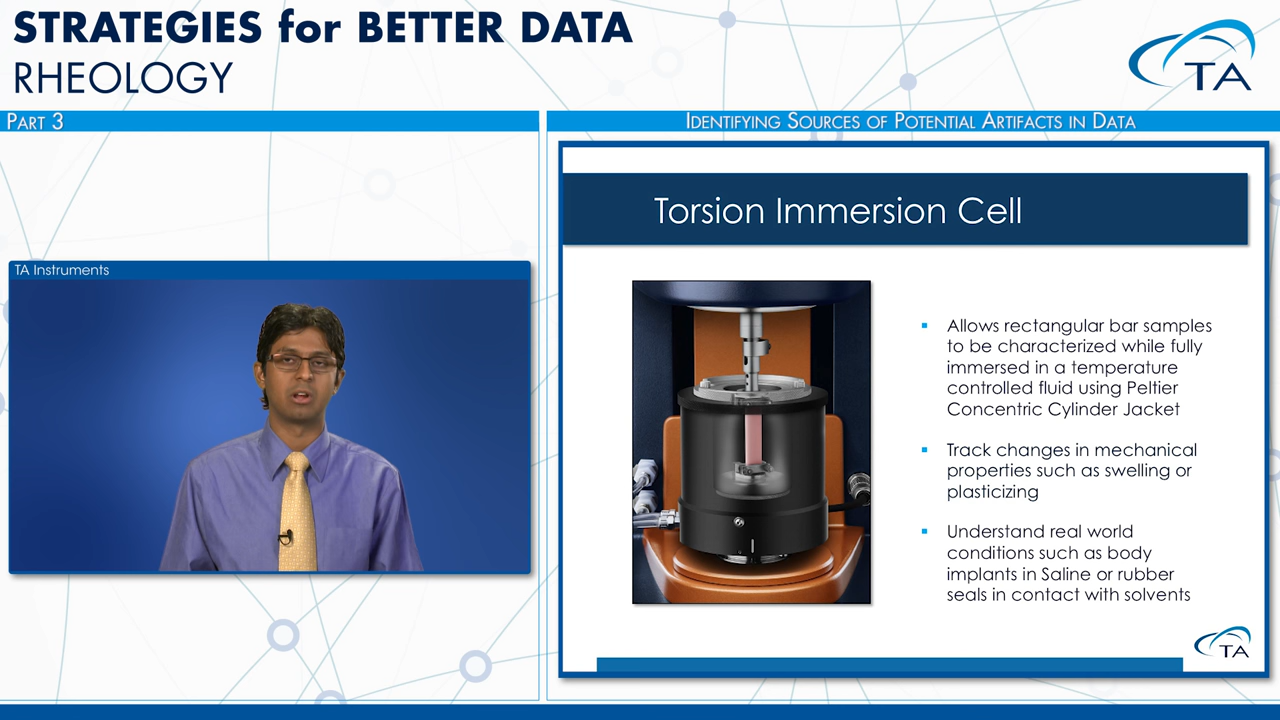 STRATEGIES for BETTER DATA
RHEOLOGY
TA
PART 3
IDENTIFYING SOURCES OF POTENTIAL ARTIFACTS IN DATA
TA Instruments
Torsion Immersion Cell
▪ Allows rectangular bar samples
to be characterized while fully
immersed in a temperature
controlled fluid using Peltier
Concentric Cylinder Jacket
▪ Track changes in mechanical
properties such as swelling or
plasticizing
▪ Understand real world
conditions such as body
implants in Saline or rubber
seals in contact with solvents
TA